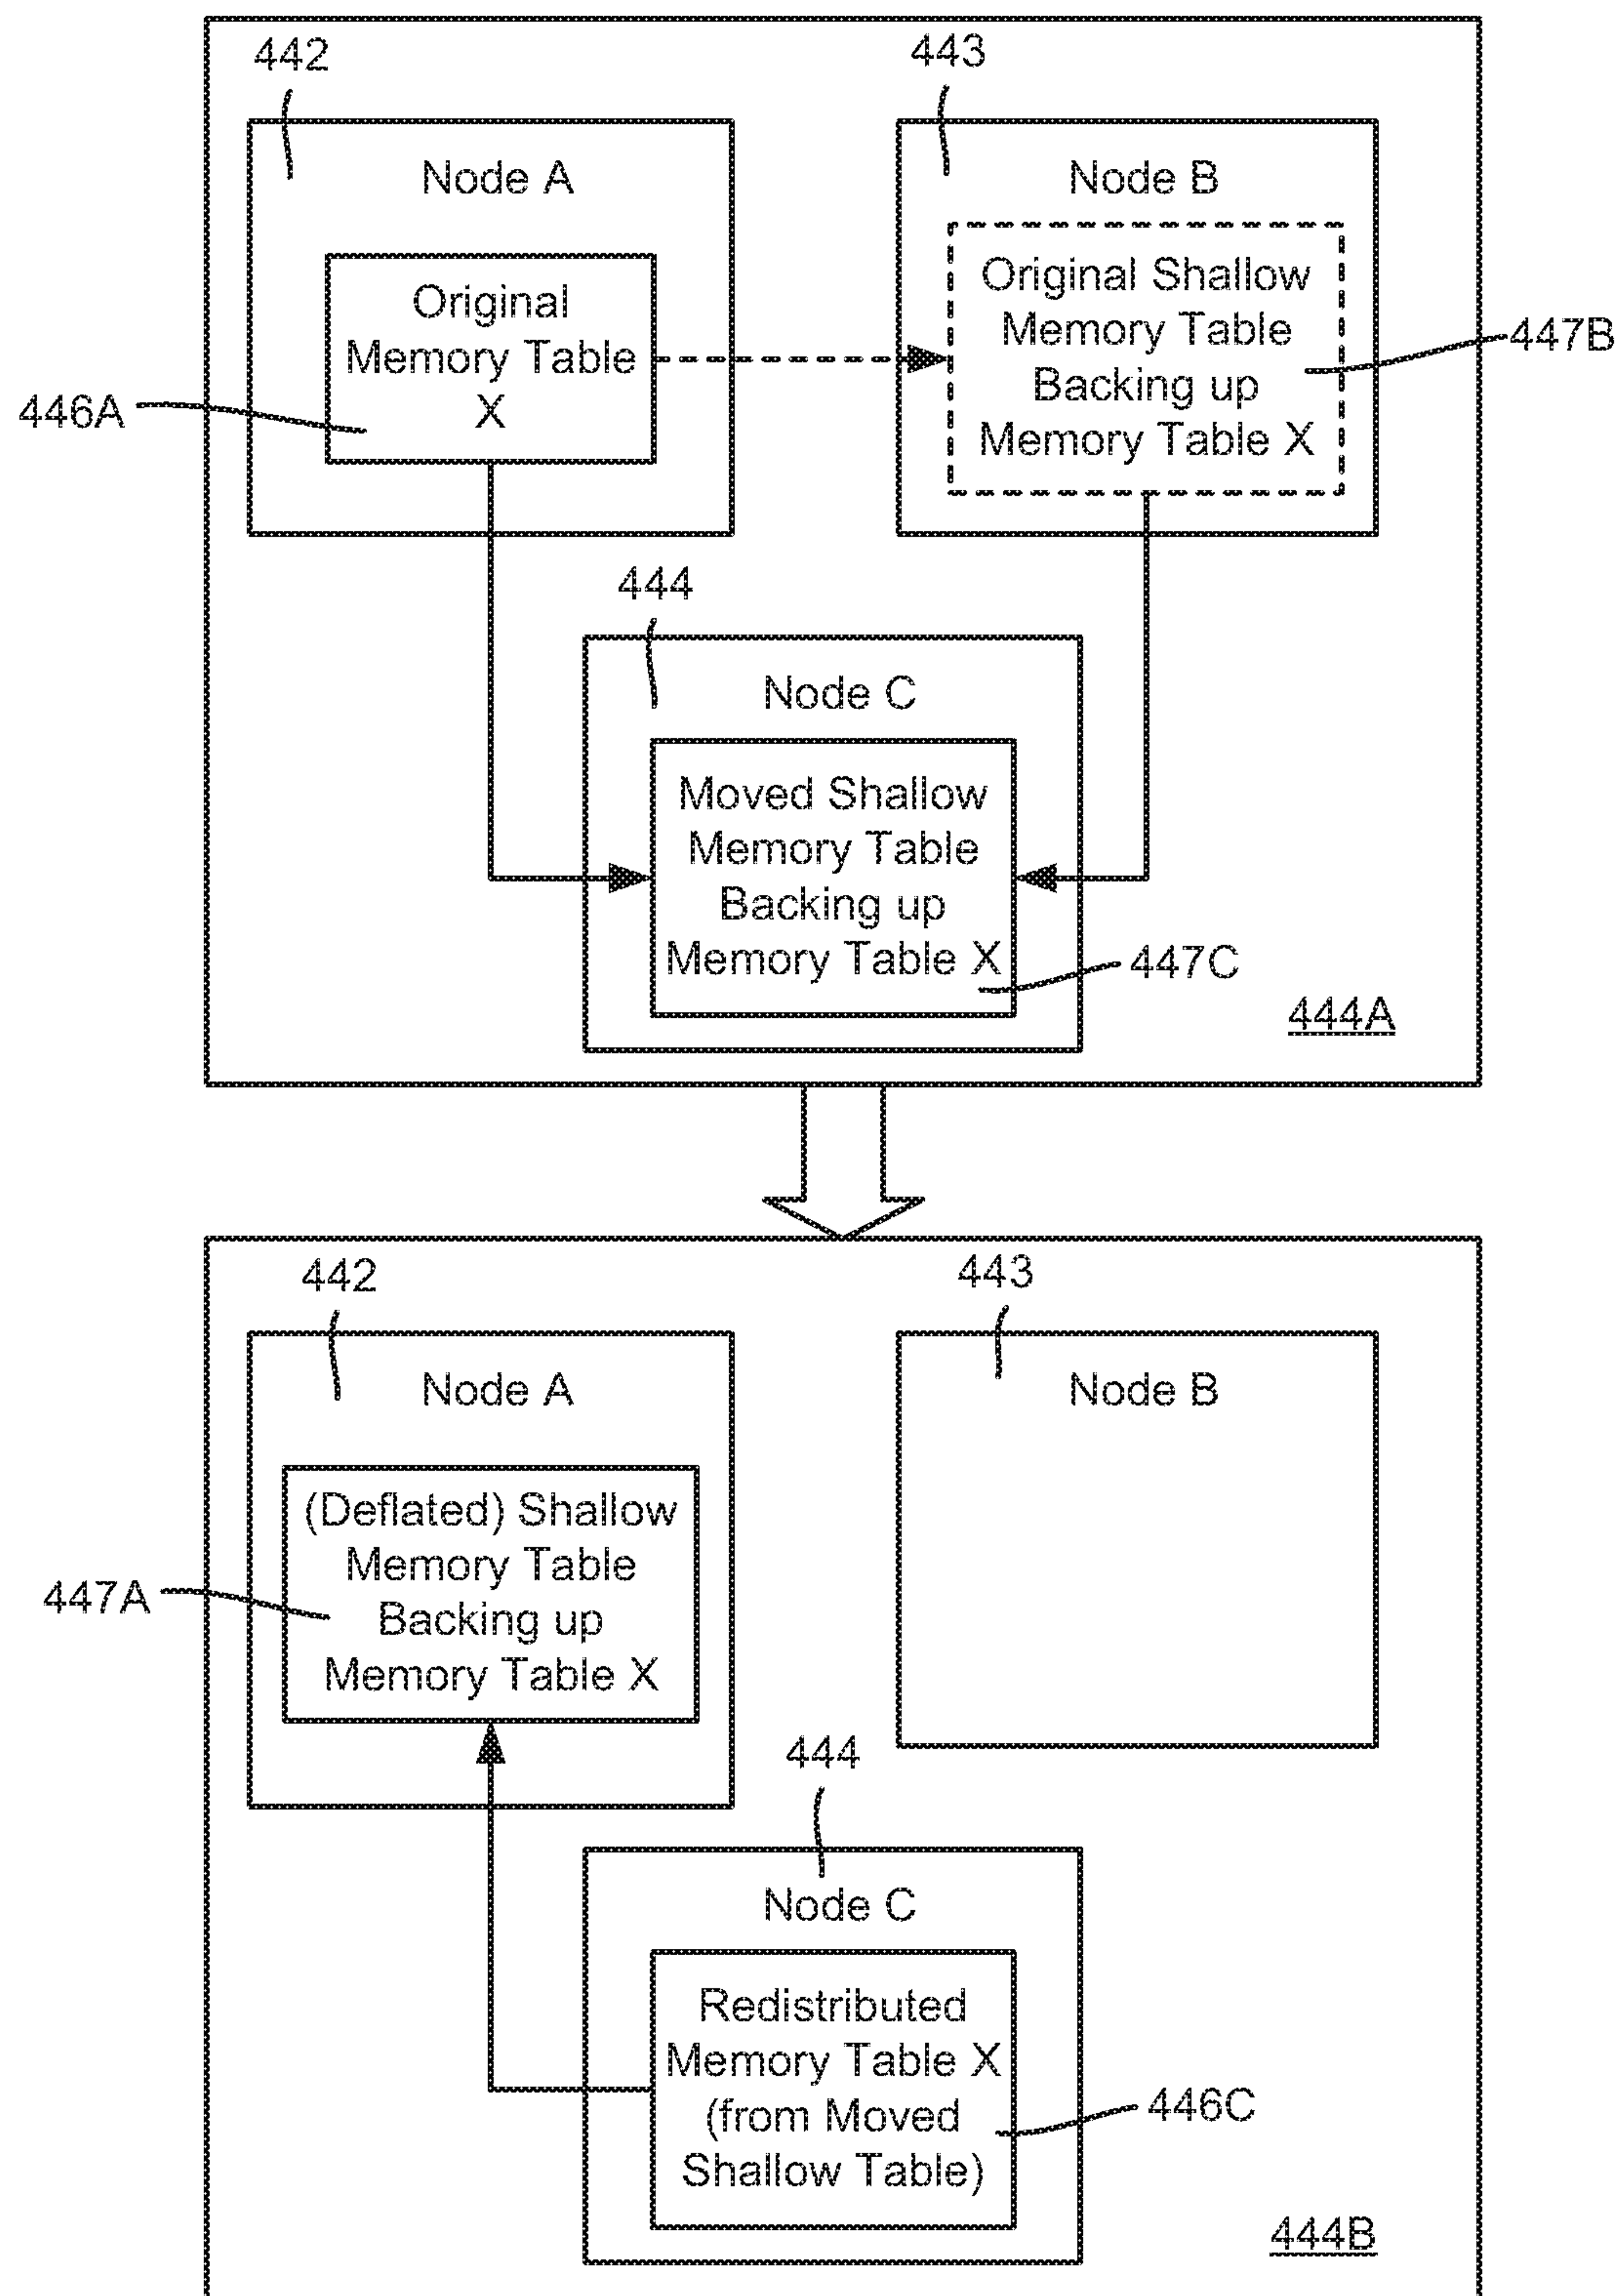 442
443
Node A
Node B
Original
Memory Table
X
Original Shallow
Memory Table
Backing up
Memory Table X
447B
446A
444
Node C
Moved Shallow
Memory Table
Backing up
Memory Table X
447C
444A
442
443
Node A
Node B
(Deflated) Shallow
Memory Table
Backing up
Memory Table X
447A
444
Node C
Redistributed
Memory Table X
(from Moved
Shallow Table)
446C
444B